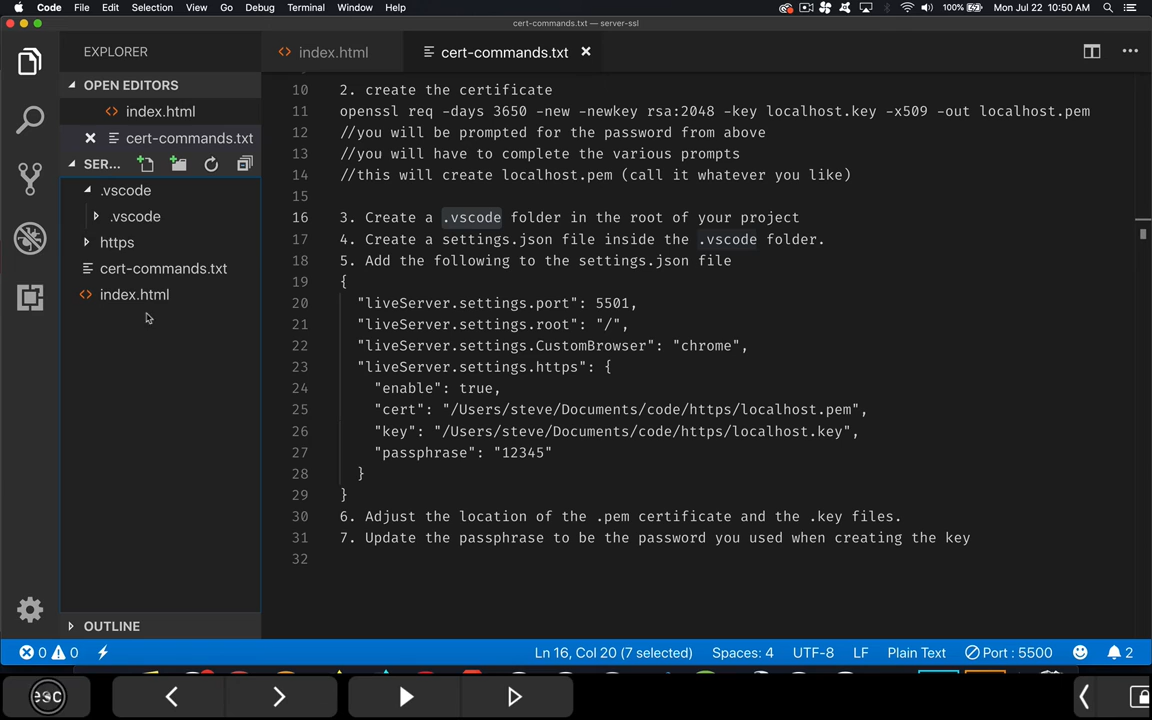 Code File Edit Selection View Go Debug Terminal Window Help 100% Mon Jul 22 10:50 AM
cert-commands.txt — server-ssl
EXPLORER
index.html
cert-commands.txt
OPEN EDITORS
index.html
cert-commands.txt
SER...
.vscode
.vscode
https
cert-commands.txt
index.html
OUTLINE
10 2. create the certificate
11 openssl req -days 3650 -new -newkey rsa:2048 -key localhost.key -x509 -out localhost.pem
12 //you will be prompted for the password from above
13 //you will have to complete the various prompts
14 //this will create localhost.pem (call it whatever you like)
15
16 3. Create a .vscode folder in the root of your project
17 4. Create a settings.json file inside the .vscode folder.
18 5. Add the following to the settings.json file
19 {
20 "liveServer.settings.port": 5501,
21 "liveServer.settings.root": "/",
22 "liveServer.settings.CustomBrowser": "chrome",
23 "liveServer.settings.https": {
24 "enable": true,
25 "cert": "/Users/steve/Documents/code/https/localhost.pem",
26 "key": "/Users/steve/Documents/code/https/localhost.key",
27 "passphrase": "12345"
28 }
29 }
30 6. Adjust the location of the .pem certificate and the .key files.
31 7. Update the passphrase to be the password you used when creating the key
32
0 0 Ln 16, Col 20 (7 selected) Spaces: 4 UTF-8 LF Plain Text Port : 5500 2
esc